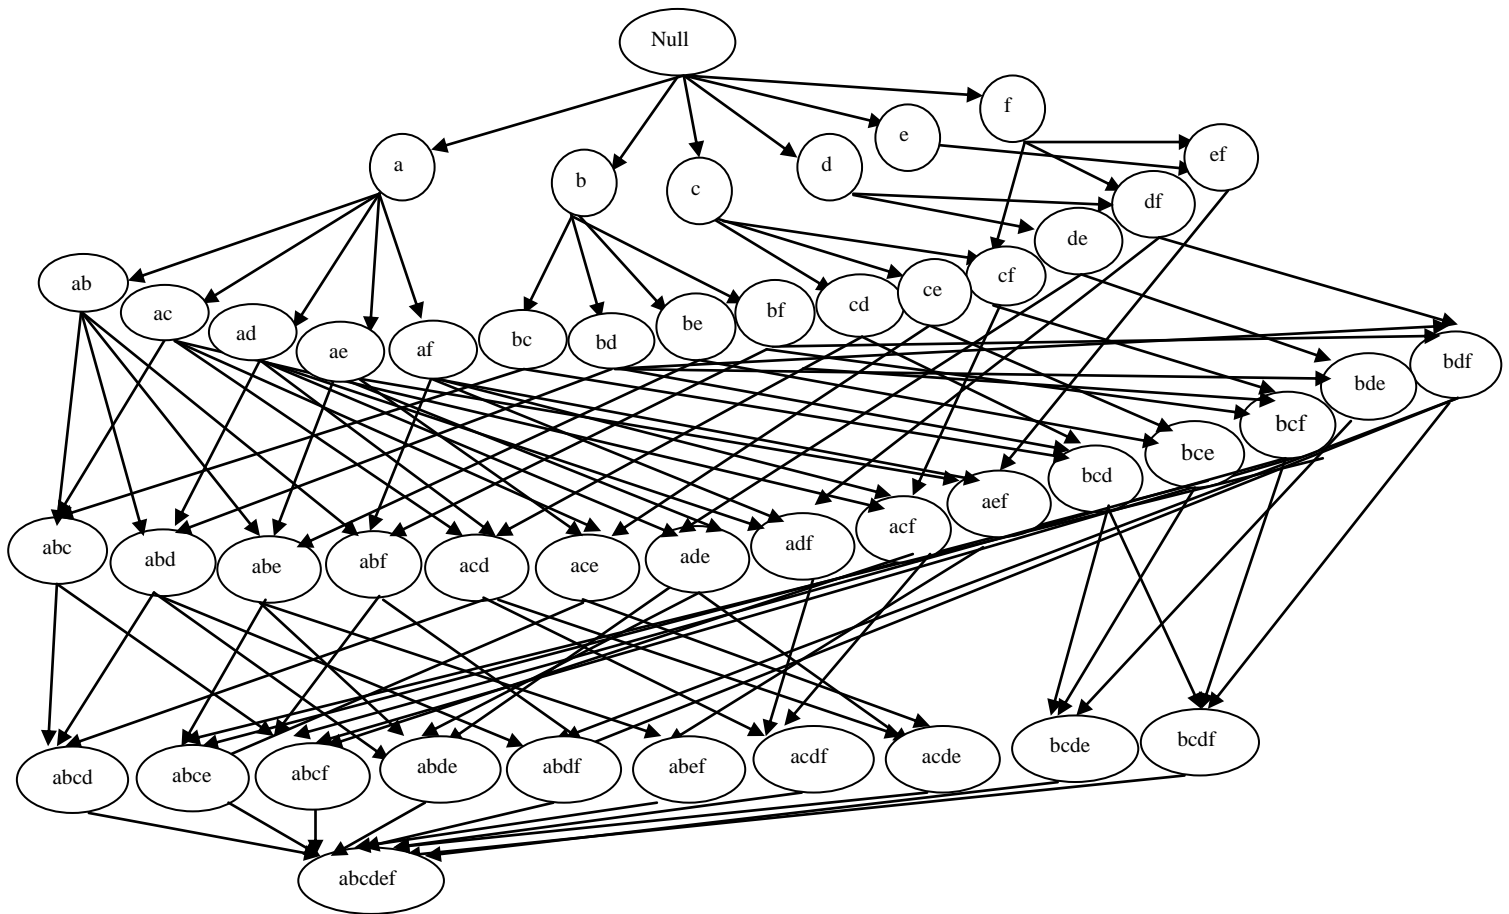 Null
f
e
ef
a
b
c
d
df
de
ab
ac
ad
ae
af
bc
bd
be
bf
cd
ce
cf
bdf
bde
bcf
bce
bcd
aef
acf
adf
ade
ace
acd
abf
abe
abd
abc
abcd
abce
abcf
abde
abdf
abef
acdf
acde
bcde
bcdf
abcdef